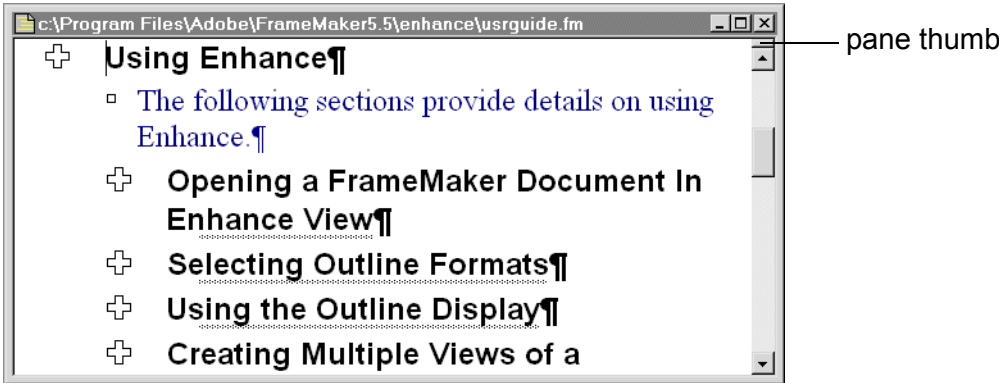 c:\Program Files\Adobe\FrameMaker5.5\enhance\usrguide.fm
pane thumb
Using Enhance¶
The following sections provide details on using
Enhance.¶
Opening a FrameMaker Document In
Enhance View¶
Selecting Outline Formats¶
Using the Outline Display¶
Creating Multiple Views of a